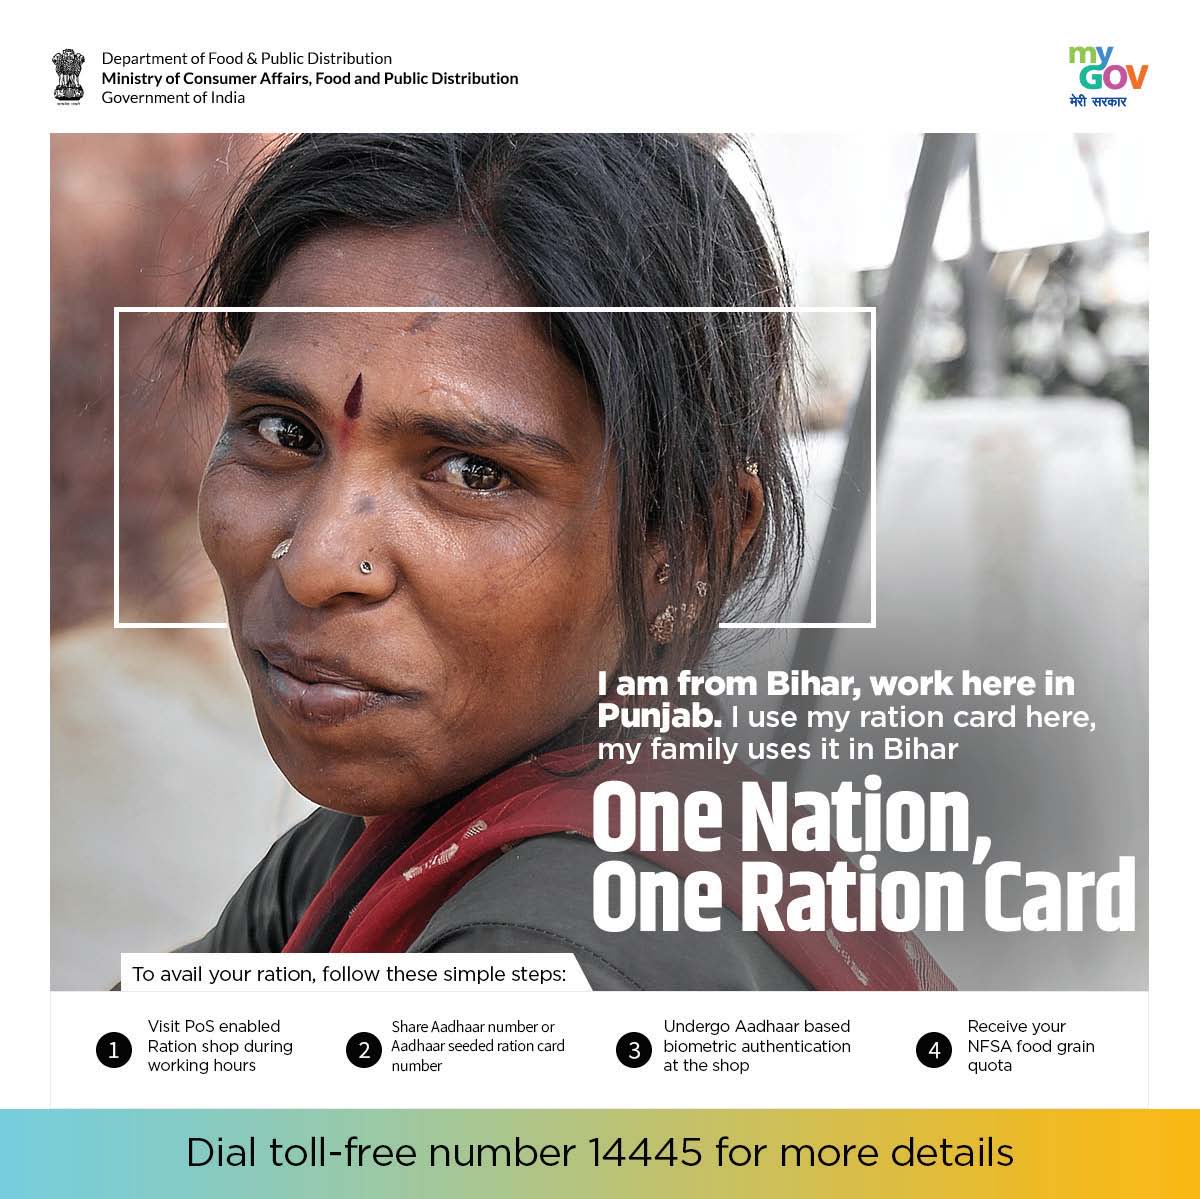 Department of Food & Public Distribution
Ministry of Consumer Affairs, Food and Public Distribution
Government of India
my
GOV
मेरी सरकार
I am from Bihar, work here in
Punjab. I use my ration card here,
my family uses it in Bihar
One Nation,
One Ration Card
To avail your ration, follow these simple steps:
1
Visit PoS enabled
Ration shop during
working hours
2
Share Aadhaar number or
Aadhaar seeded ration card
number
3
Undergo Aadhaar based
biometric authentication
at the shop
4
Receive your
NFSA food grain
quota
Dial toll-free number 14445 for more details